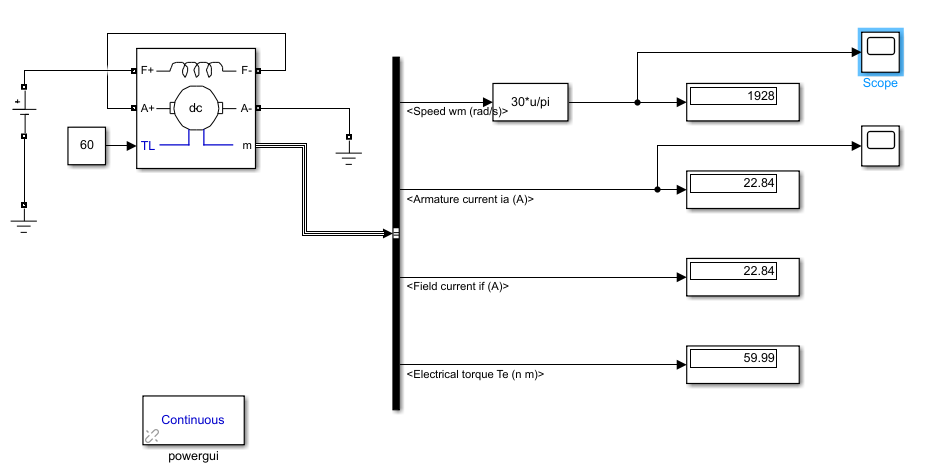 Scope
F+
F-
30*u/pi
1928
<Speed wm (rad/s)>
+
A+
dc
A-
60
TL
m
22.84
<Armature current ia (A)>
22.84
<Field current if (A)>
59.99
<Electrical torque Te (n m)>
Continuous
powergui